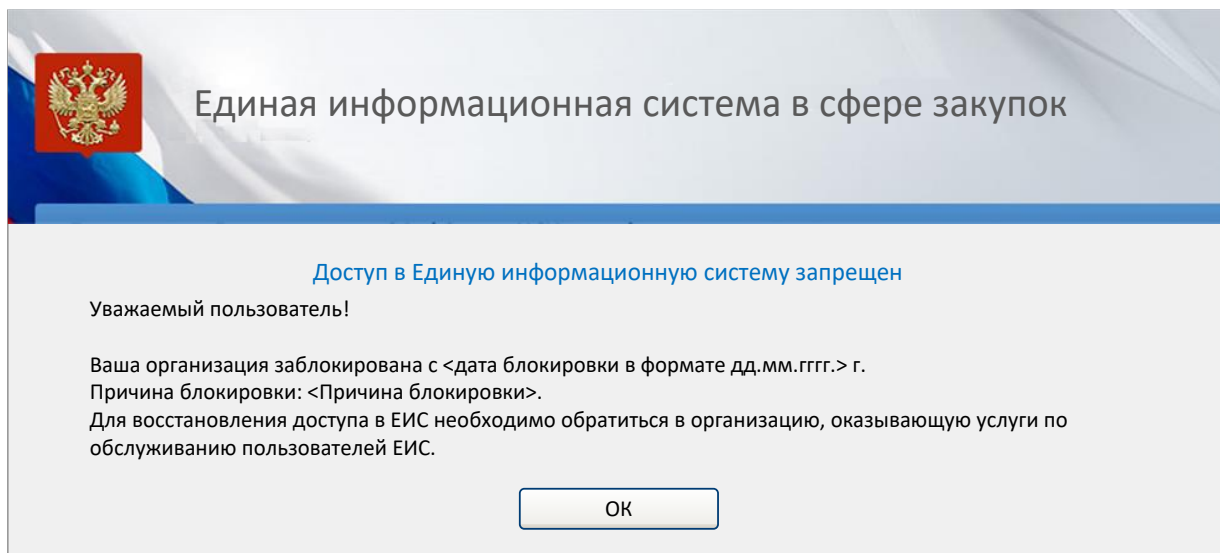 Единая информационная система в сфере закупок
Доступ в Единую информационную систему запрещен
Уважаемый пользователь!
Ваша организация заблокирована с <дата блокировки в формате дд.мм.гггг.> г.
Причина блокировки: <Причина блокировки>.
Для восстановления доступа в ЕИС необходимо обратиться в организацию, оказывающую услуги по
обслуживанию пользователей ЕИС.
ОК